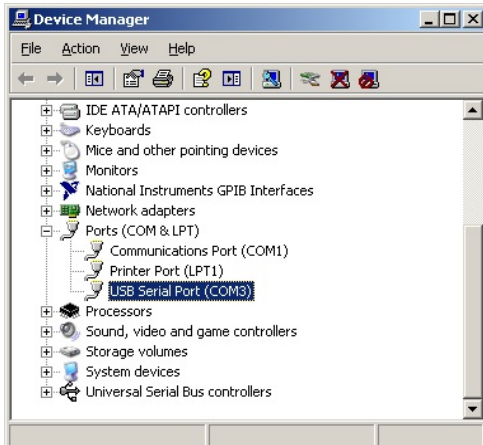 Device Manager
File Action View Help
IDE ATA/ATAPI controllers
Keyboards
Mice and other pointing devices
Monitors
National Instruments GPIB Interfaces
Network adapters
Ports (COM & LPT)
Communications Port (COM1)
Printer Port (LPT1)
USB Serial Port (COM3)
Processors
Sound, video and game controllers
Storage volumes
System devices
Universal Serial Bus controllers